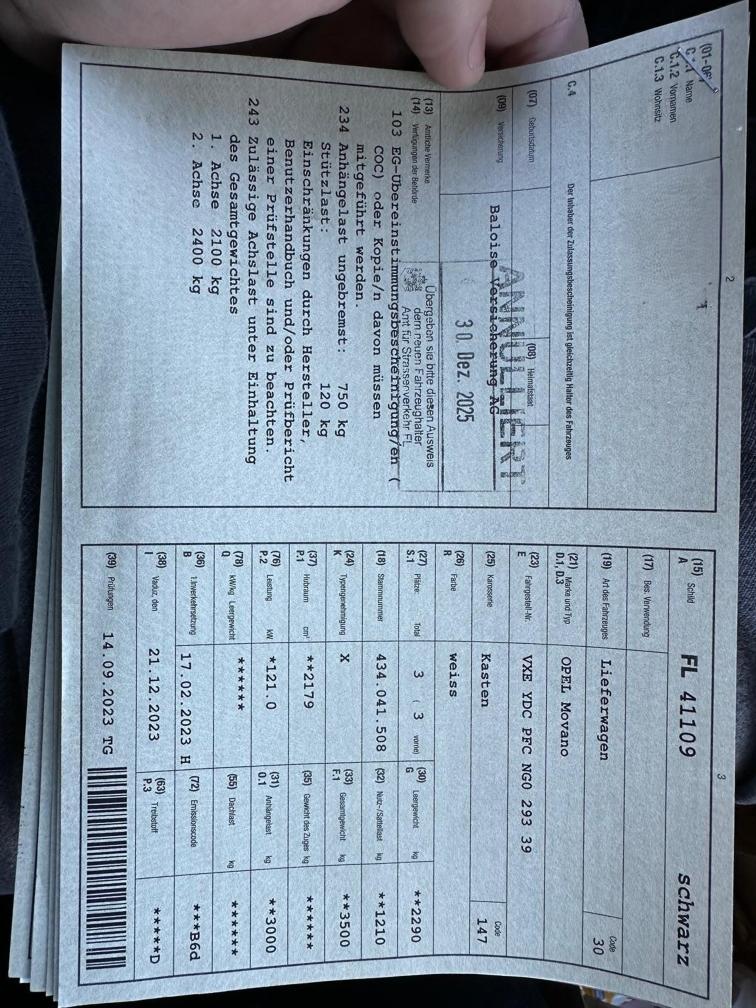 2
(01-06)
C.1.1 Name
C.1.2 Vornamen
C.1.3 Wohnsitz
C.4
Der Inhaber der Zulassungsbescheinigung ist gleichzeitig Halter des Fahrzeuges
(07) Geburtsdatum
(08) Heimatstaat
(09) Versicherung
Baloise Versicherung AG
ANNULLIERT
30. Dez. 2025
Übergeben sie bitte diesen Ausweis
dem neuen Fahrzeughalter
Amt für Strassenverkehr FL
(13) Amtliche Vermerke
(14) Verfügungen der Behörde
103 EG-Übereinstimmungsbescheinigung/en (
COC) oder Kopie/n davon müssen
mitgeführt werden.
234 Anhängelast ungebremst: 750 kg
Stützlast: 120 kg
Einschränkungen durch Hersteller,
Benutzerhandbuch und/oder Prüfbericht
einer Prüfstelle sind zu beachten.
243 Zulässige Achslast unter Einhaltung
des Gesamtgewichtes
1. Achse 2100 kg
2. Achse 2400 kg
3
(15) Schild
A
FL 41109 schwarz
(17) Bes. Verwendung
(19) Art des Fahrzeuges Lieferwagen Code 30
(21) Marke und Typ
D.1, D.3
OPEL Movano
(23) Fahrgestell-Nr.
E
VXE YDC PFC NG0 293 39
(25) Karosserie Kasten Code 147
(26) Farbe
R
weiss
(27) Plätze: Total
S.1
3 ( 3 vorne)
(30) Leergewicht kg
G
**2290
(18) Stammnummer 434.041.508
(32) Nutz-/Sattellast kg **1210
(24) Typengenehmigung
K
X
(33) Gesamtgewicht kg
F.1
**3500
(37) Hubraum cm³
P.1
**2179
(35) Gewicht des Zuges kg ******
(76) Leistung kW
P.2
*121.0
(31) Anhängelast kg
O.1
**3000
(78) kW/kg Leergewicht
Q
******
(55) Dachlast kg ******
(36) 1.Inverkehrsetzung
B
17.02.2023 H
(72) Emissionscode ***B6d
(38) Vaduz, den
I
21.12.2023
(63) Treibstoff
P.3
*****D
(39) Prüfungen 14.09.2023 TG